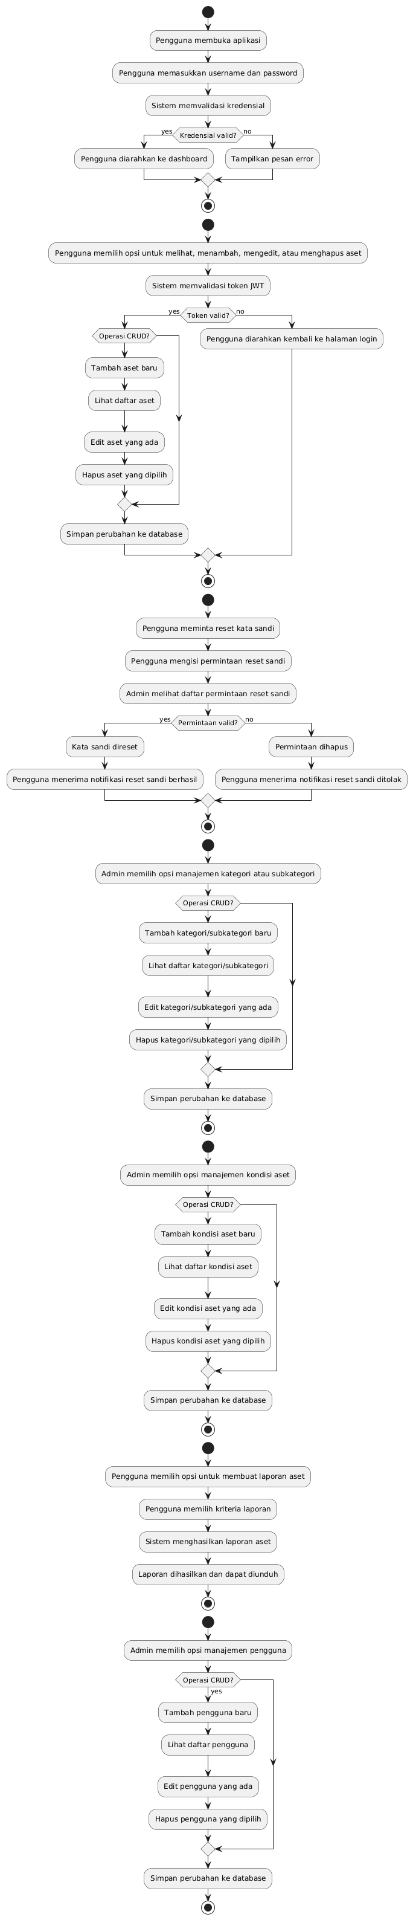 Pengguna membuka aplikasi
Pengguna memasukkan username dan password
Sistem memvalidasi kredensial
yes
Kredensial valid?
no
Pengguna diarahkan ke dashboard
Tampilkan pesan error
Pengguna memilih opsi untuk melihat, menambah, mengedit, atau menghapus aset
Sistem memvalidasi token JWT
yes
Token valid?
no
Operasi CRUD?
Pengguna diarahkan kembali ke halaman login
Tambah aset baru
Lihat daftar aset
Edit aset yang ada
Hapus aset yang dipilih
Simpan perubahan ke database
Pengguna meminta reset kata sandi
Pengguna mengisi permintaan reset sandi
Admin melihat daftar permintaan reset sandi
yes
Permintaan valid?
no
Kata sandi direset
Permintaan dihapus
Pengguna menerima notifikasi reset sandi berhasil
Pengguna menerima notifikasi reset sandi ditolak
Admin memilih opsi manajemen kategori atau subkategori
Operasi CRUD?
Tambah kategori/subkategori baru
Lihat daftar kategori/subkategori
Edit kategori/subkategori yang ada
Hapus kategori/subkategori yang dipilih
Simpan perubahan ke database
Admin memilih opsi manajemen kondisi aset
Operasi CRUD?
Tambah kondisi aset baru
Lihat daftar kondisi aset
Edit kondisi aset yang ada
Hapus kondisi aset yang dipilih
Simpan perubahan ke database
Pengguna memilih opsi untuk membuat laporan aset
Pengguna memilih kriteria laporan
Sistem menghasilkan laporan aset
Laporan dihasilkan dan dapat diunduh
Admin memilih opsi manajemen pengguna
Operasi CRUD?
yes
Tambah pengguna baru
Lihat daftar pengguna
Edit pengguna yang ada
Hapus pengguna yang dipilih
Simpan perubahan ke database